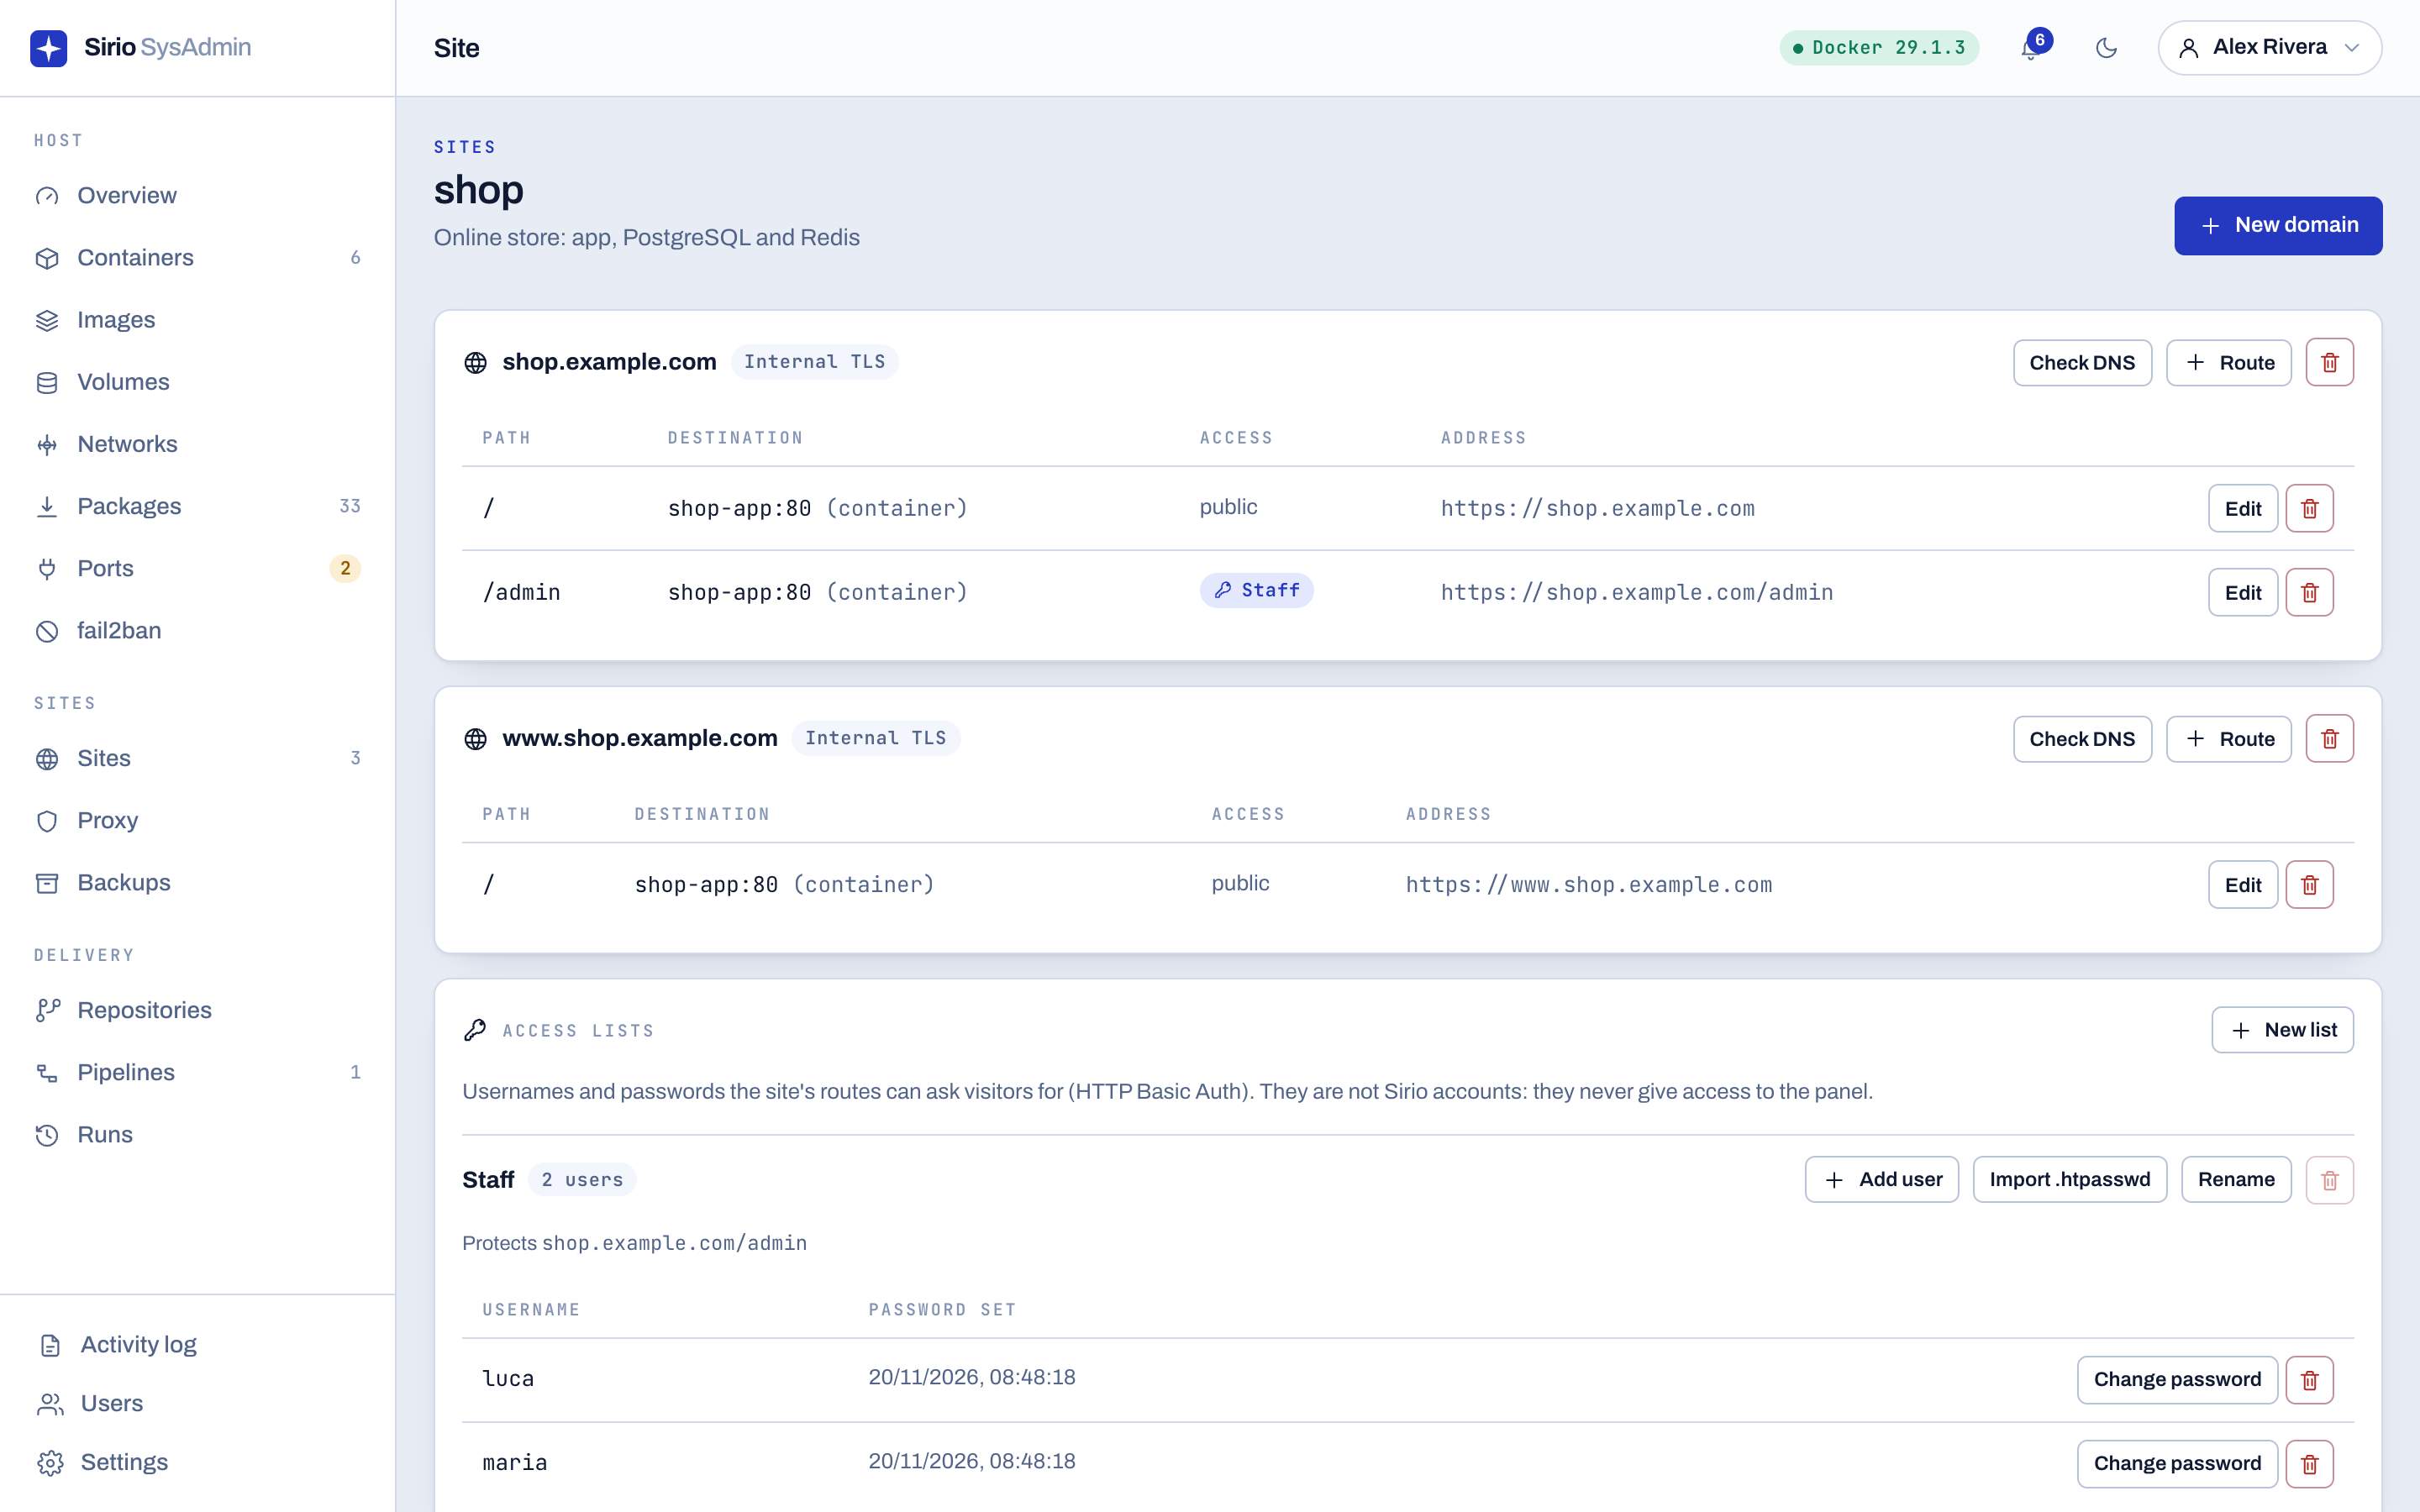 Sirio SysAdmin
Site
Docker 29.1.3
6
Alex Rivera
HOST
Overview
Containers 6
Images
Volumes
Networks
Packages 33
Ports 2
fail2ban
SITES
Sites 3
Proxy
Backups
DELIVERY
Repositories
Pipelines 1
Runs
Activity log
Users
Settings
SITES
shop
Online store: app, PostgreSQL and Redis
New domain
shop.example.com Internal TLS Check DNS Route
PATH DESTINATION ACCESS ADDRESS
/ shop-app:80 (container) public https://shop.example.com Edit
/admin shop-app:80 (container) Staff https://shop.example.com/admin Edit
www.shop.example.com Internal TLS Check DNS Route
PATH DESTINATION ACCESS ADDRESS
/ shop-app:80 (container) public https://www.shop.example.com Edit
ACCESS LISTS New list
Usernames and passwords the site's routes can ask visitors for (HTTP Basic Auth). They are not Sirio accounts: they never give access to the panel.
Staff 2 users Add user Import .htpasswd Rename
Protects shop.example.com/admin
USERNAME PASSWORD SET
luca 20/11/2026, 08:48:18 Change password
maria 20/11/2026, 08:48:18 Change password